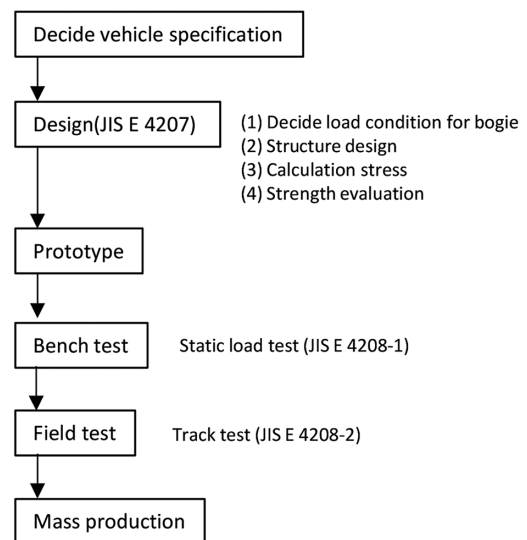 Decide vehicle specification
Design(JIS E 4207)
(1) Decide load condition for bogie
(2) Structure design
(3) Calculation stress
(4) Strength evaluation
Prototype
Bench test
Static load test (JIS E 4208-1)
Field test
Track test (JIS E 4208-2)
Mass production